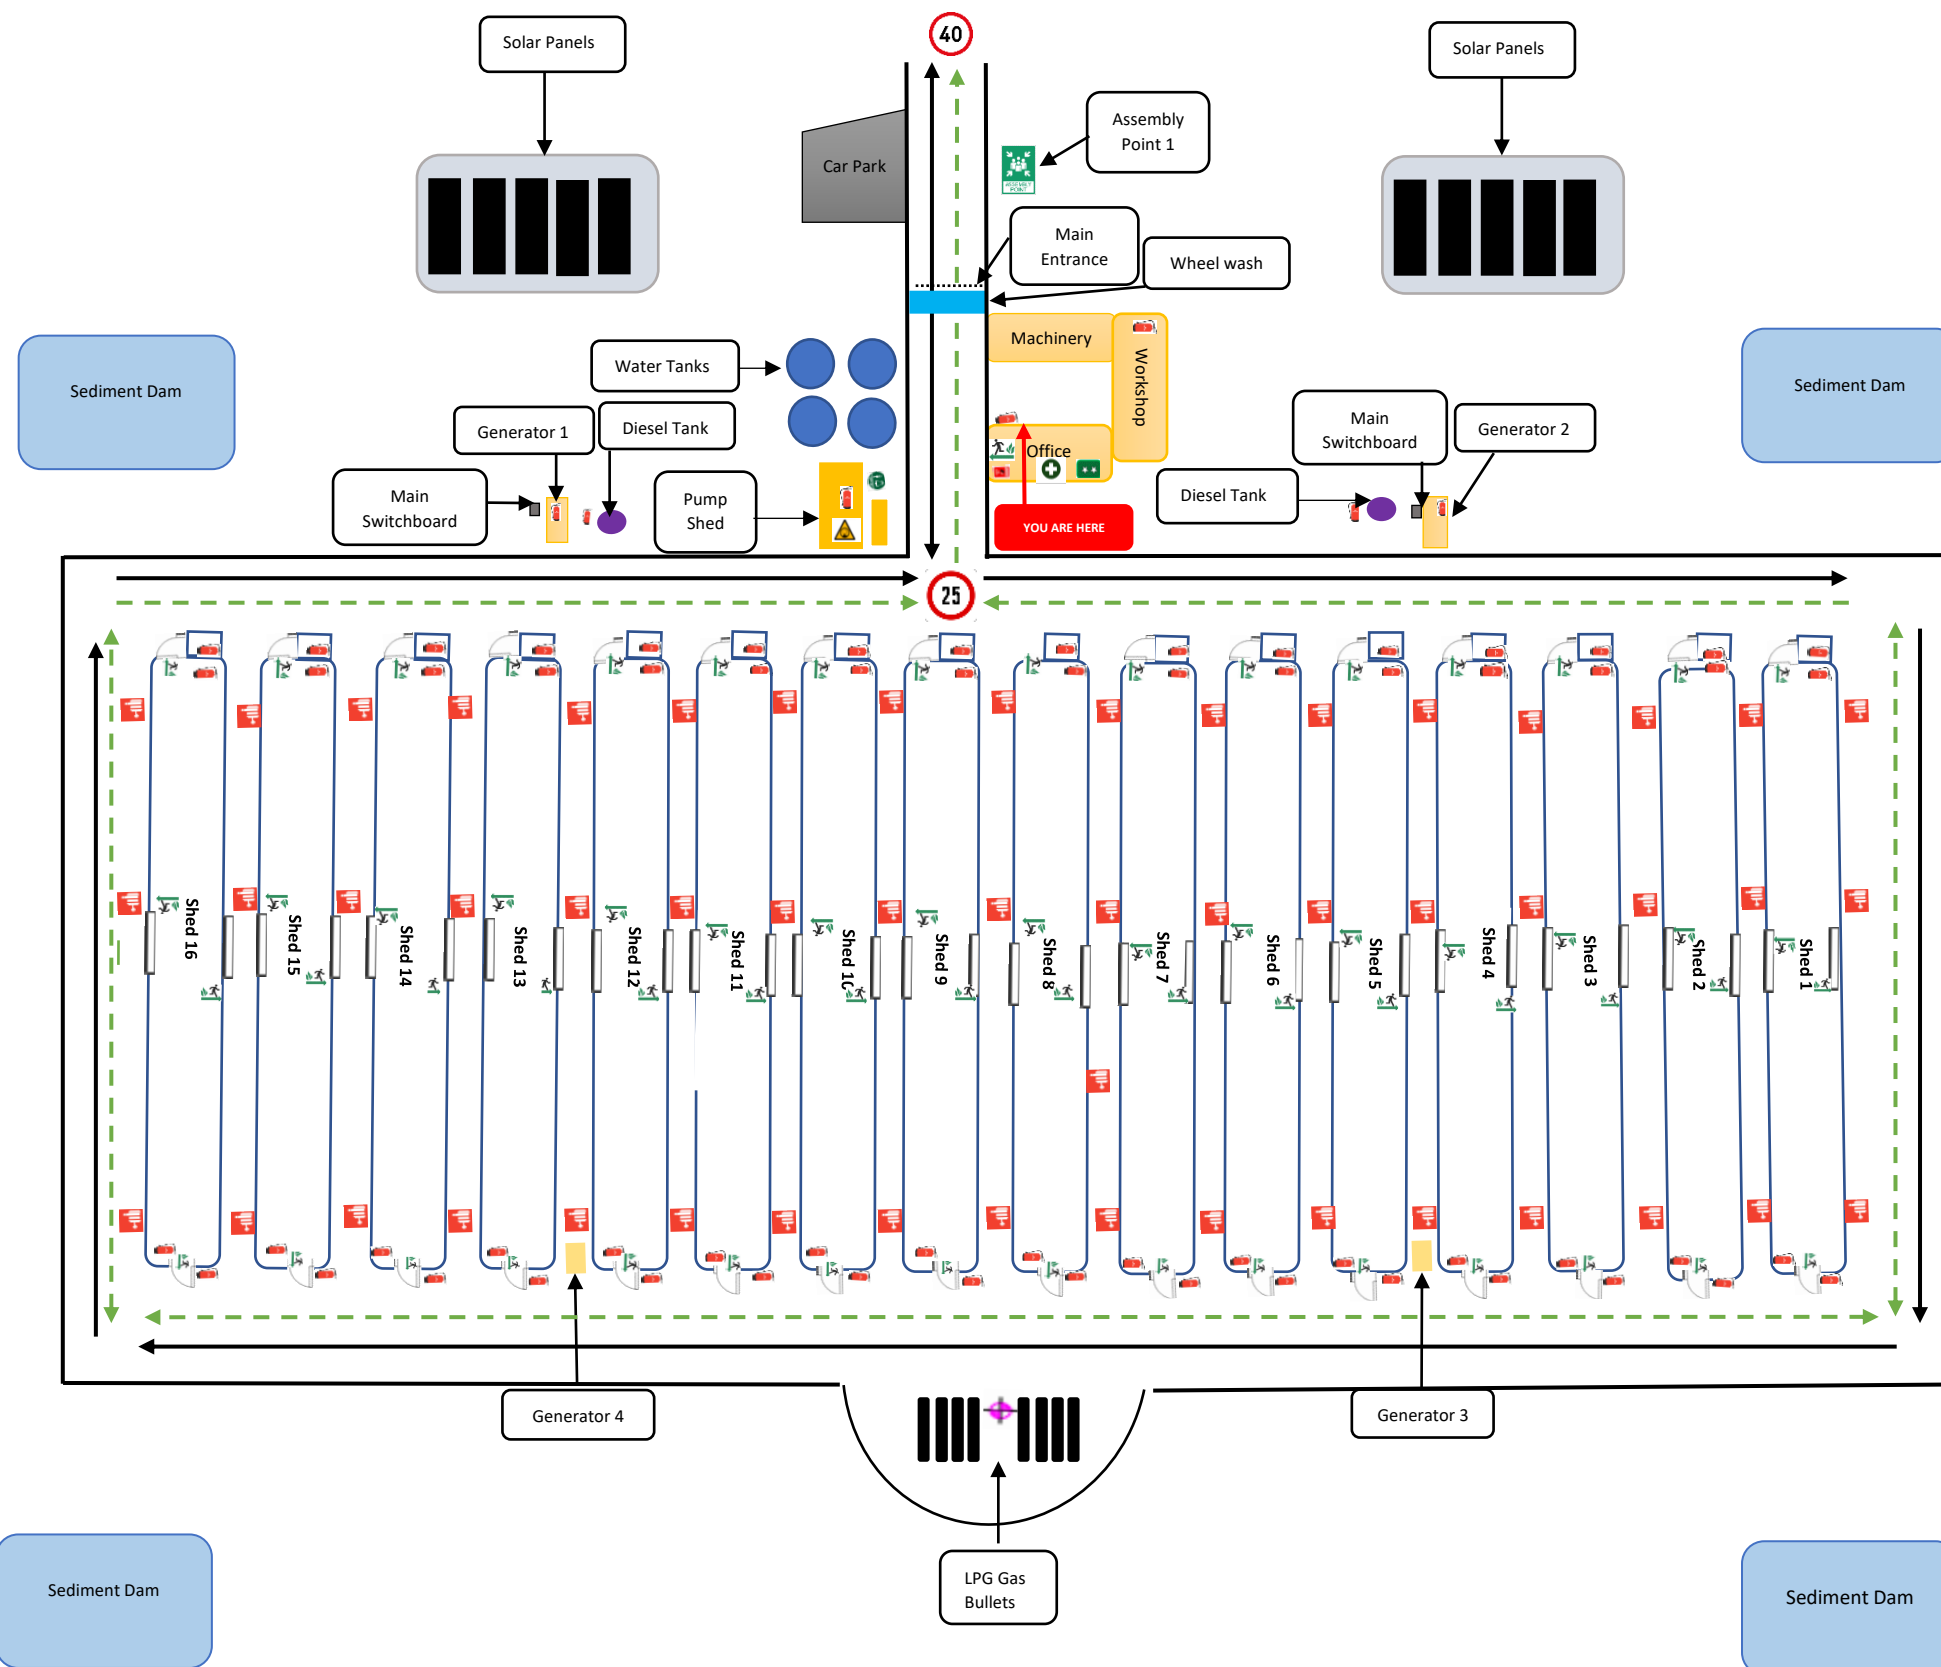 40
Solar Panels
Solar Panels
Assembly
Point 1
Car Park
ASSEMBLY
POINT
Main
Entrance
Wheel wash
Machinery
Workshop
Sediment Dam
Sediment Dam
Water Tanks
Generator 1
Diesel Tank
Main
Switchboard
Generator 2
Office
Main
Switchboard
Pump
Shed
Diesel Tank
YOU ARE HERE
25
Shed 16
Shed 15
Shed 14
Shed 13
Shed 12
Shed 11
Shed 10
Shed 9
Shed 8
Shed 7
Shed 6
Shed 5
Shed 4
Shed 3
Shed 2
Shed 1
Generator 4
Generator 3
LPG Gas
Bullets
Sediment Dam
Sediment Dam